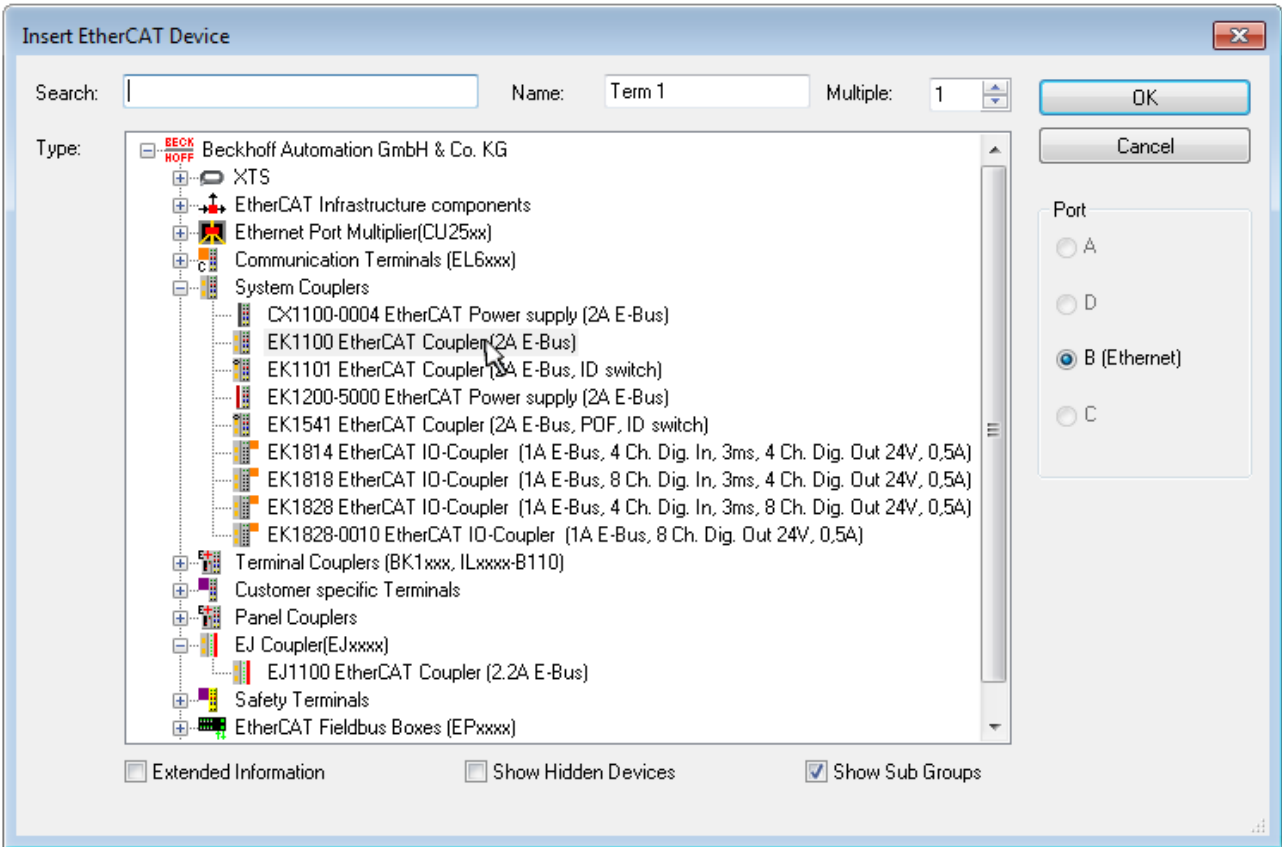 Insert EtherCAT Device
Search:
Name: Term 1
Multiple: 1
OK
Cancel
Type:
BECKHOFF Beckhoff Automation GmbH & Co. KG
XTS
EtherCAT Infrastructure components
Ethernet Port Multiplier(CU25xx)
C Communication Terminals (EL6xxx)
System Couplers
CX1100-0004 EtherCAT Power supply (2A E-Bus)
EK1100 EtherCAT Coupler (2A E-Bus)
EK1101 EtherCAT Coupler (2A E-Bus, ID switch)
EK1200-5000 EtherCAT Power supply (2A E-Bus)
EK1541 EtherCAT Coupler (2A E-Bus, POF, ID switch)
EK1814 EtherCAT IO-Coupler (1A E-Bus, 4 Ch. Dig. In, 3ms, 4 Ch. Dig. Out 24V, 0,5A)
EK1818 EtherCAT IO-Coupler (1A E-Bus, 8 Ch. Dig. In, 3ms, 4 Ch. Dig. Out 24V, 0,5A)
EK1828 EtherCAT IO-Coupler (1A E-Bus, 4 Ch. Dig. In, 3ms, 8 Ch. Dig. Out 24V, 0,5A)
EK1828-0010 EtherCAT IO-Coupler (1A E-Bus, 8 Ch. Dig. Out 24V, 0,5A)
Terminal Couplers (BK1xxx, ILxxxx-B110)
Customer specific Terminals
Panel Couplers
EJ Coupler(EJxxxx)
EJ1100 EtherCAT Coupler (2.2A E-Bus)
Safety Terminals
EtherCAT Fieldbus Boxes (EPxxxx)
Port
A
D
B (Ethernet)
C
Extended Information
Show Hidden Devices
Show Sub Groups